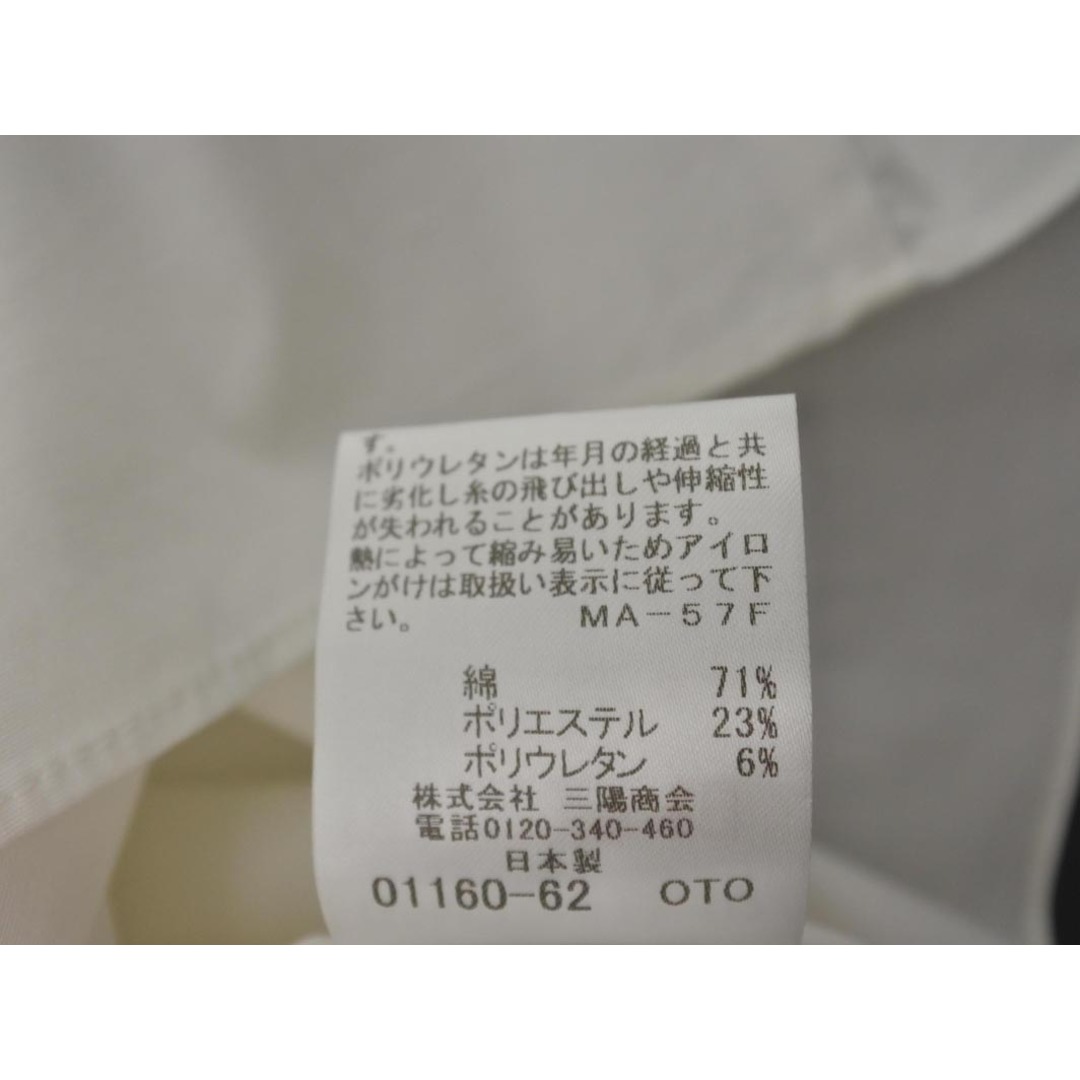 す。
ポリウレタンは年月の経過と共
に劣化し糸の飛び出しや伸縮性
が失われることがあります。
熱によって縮み易いためアイロ
ンがけは取扱い表示に従って下
さい。 MA-57F
綿 71%
ポリエステル 23%
ポリウレタン 6%
株式会社 三陽商会
電話0120-340-460
日本製
01160-62 OTO